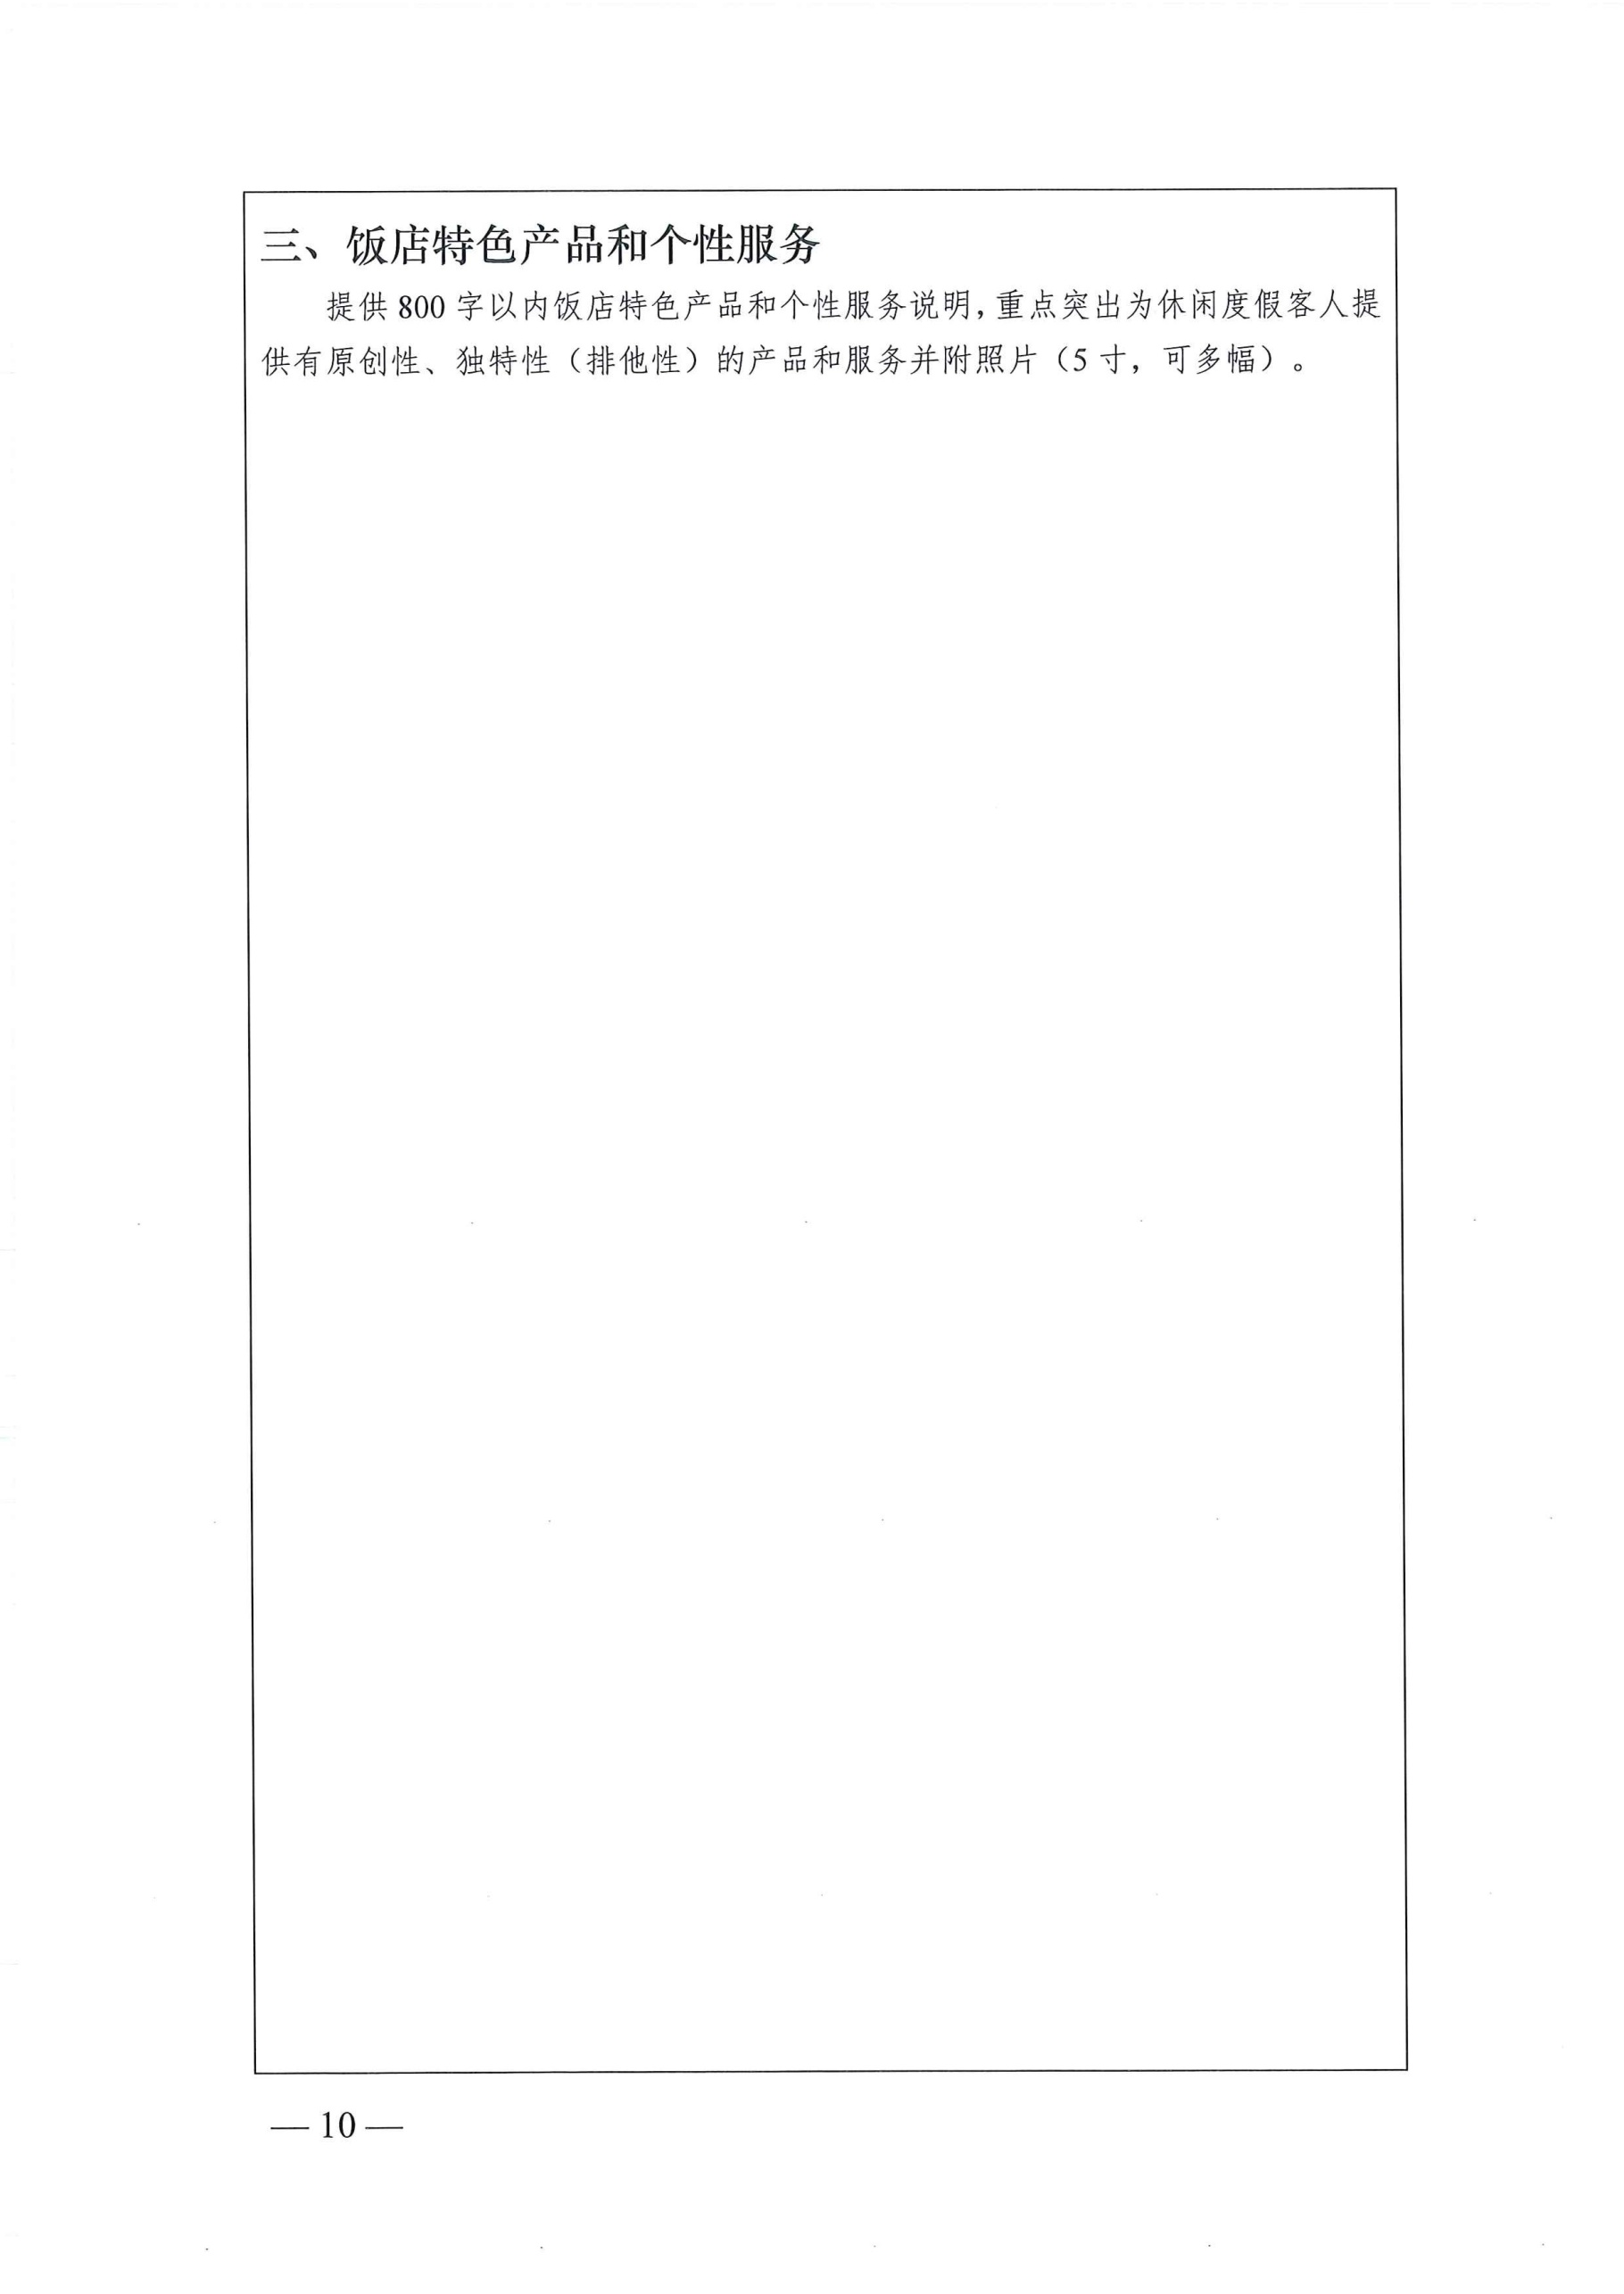 三、饭店特色产品和个性服务
提供 800 字以内饭店特色产品和个性服务说明，重点突出为休闲度假客人提
供有原创性、独特性（排他性）的产品和服务并附照片（5 寸，可多幅）。
— 10 —